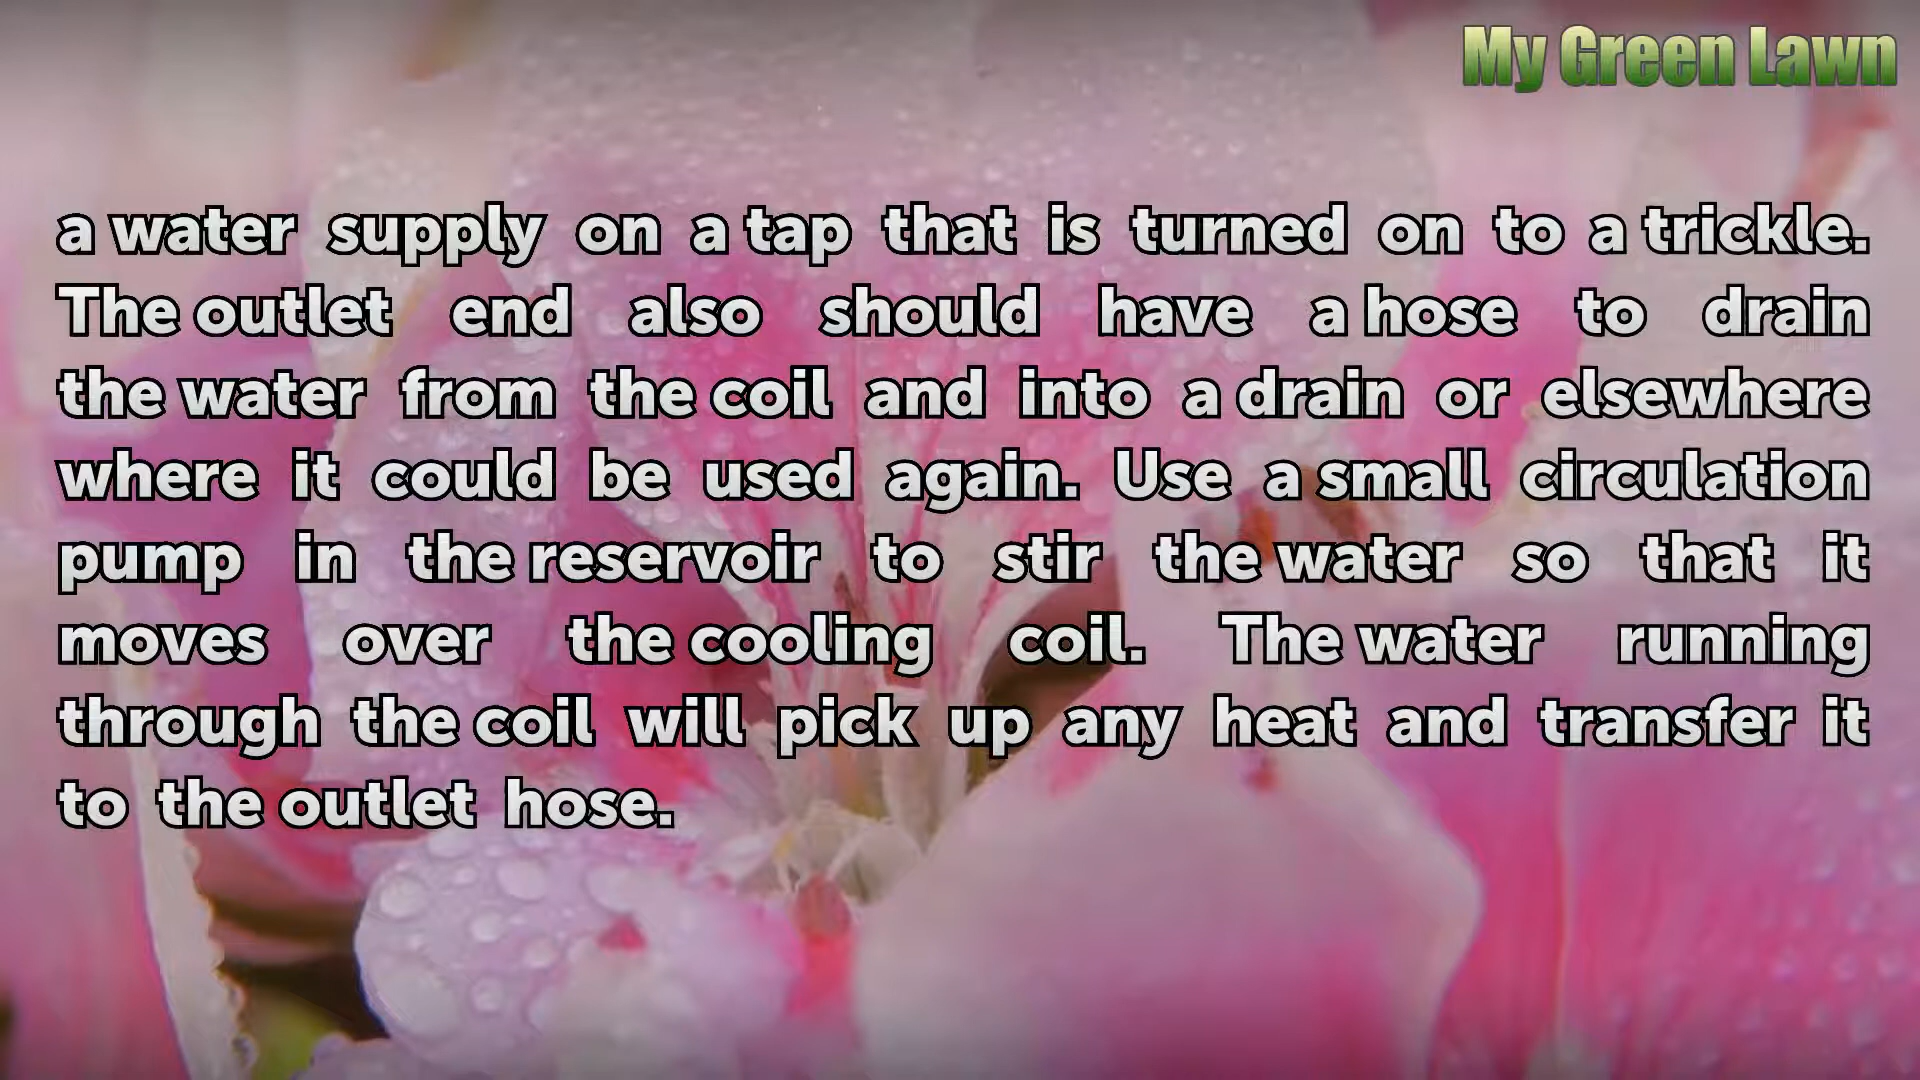 My Green Lawn
a water supply on a tap that is turned on to a trickle.
The outlet end also should have a hose to drain
the water from the coil and into a drain or elsewhere
where it could be used again. Use a small circulation
pump in the reservoir to stir the water so that it
moves over the cooling coil. The water running
through the coil will pick up any heat and transfer it
to the outlet hose.